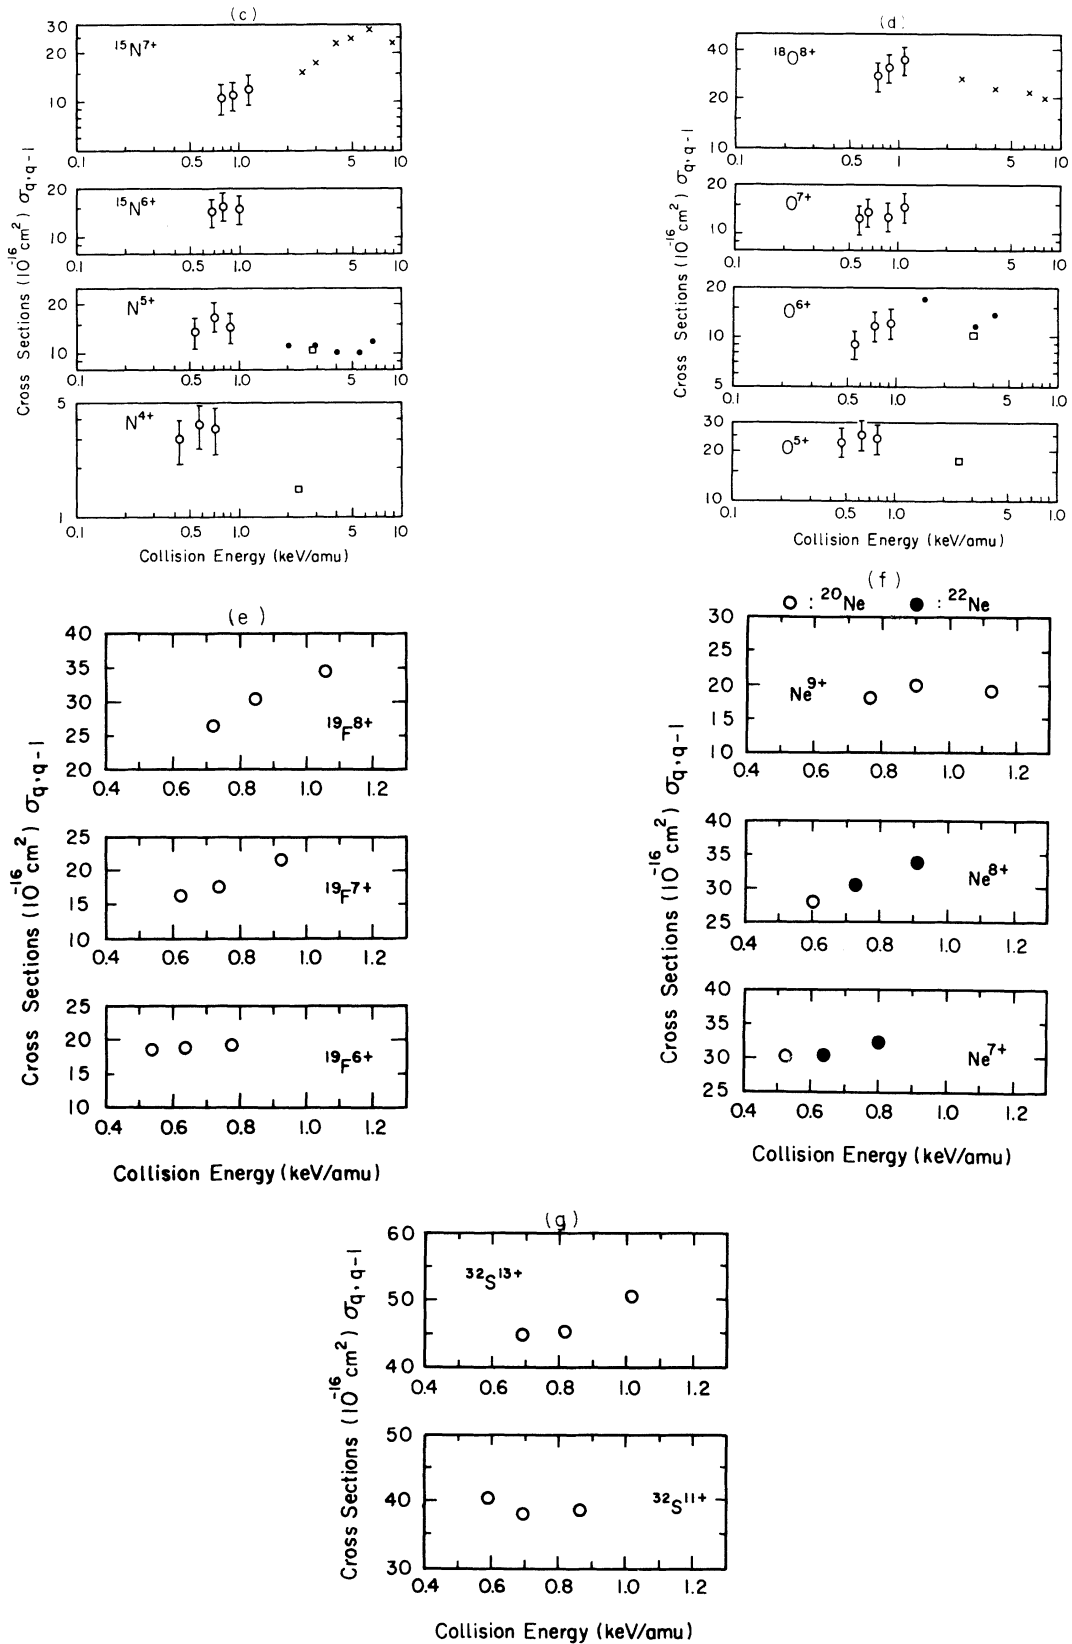 (c)
Cross Sections (10⁻¹⁶cm²) σq,q-1
¹⁵N⁷⁺
30
20
10
0.1 0.5 1.0 5 10
¹⁵N⁶⁺
20
10
0.1 0.5 1.0 5 10
N⁵⁺
20
10
0.1 0.5 1.0 5 10
N⁴⁺
5
1
0.1 0.5 1.0 5 10
Collision Energy (keV/amu)
(d)
Cross Sections (10⁻¹⁶cm²) σq,q-1
¹⁸O⁸⁺
40
20
10
0.1 0.5 1 5 10
O⁷⁺
20
10
0.1 0.5 1.0 5 10
O⁶⁺
20
10
5
0.1 0.5 1.0 5 1.0
O⁵⁺
30
20
10
0.1 0.5 1.0 5 1.0
Collision Energy (keV/amu)
(e)
Cross Sections (10⁻¹⁶cm²) σq,q-1
40
35
30
25
20
¹⁹F⁸⁺
0.4 0.6 0.8 1.0 1.2
25
20
15
10
¹⁹F⁷⁺
0.4 0.6 0.8 1.0 1.2
25
20
15
10
¹⁹F⁶⁺
0.4 0.6 0.8 1.0 1.2
Collision Energy (keV/amu)
(f)
○ : ²⁰Ne ● : ²²Ne
Cross Sections (10⁻¹⁶cm²) σq,q-1
30
25
20
15
10
Ne⁹⁺
0.4 0.6 0.8 1.0 1.2
40
35
30
25
Ne⁸⁺
0.4 0.6 0.8 1.0 1.2
40
35
30
25
Ne⁷⁺
0.4 0.6 0.8 1.0 1.2
Collision Energy (keV/amu)
(g)
Cross Sections (10⁻¹⁶cm²) σq,q-1
60
50
40
³²S¹³⁺
0.4 0.6 0.8 1.0 1.2
50
40
30
³²S¹¹⁺
0.4 0.6 0.8 1.0 1.2
Collision Energy (keV/amu)